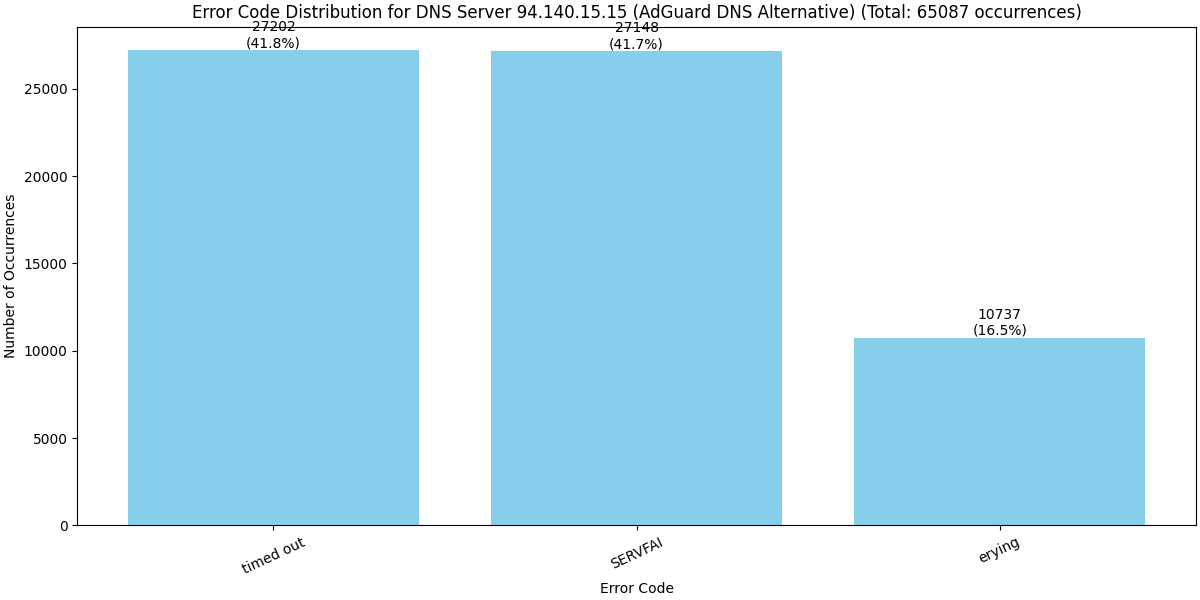 Error Code Distribution for DNS Server 94.140.15.15 (AdGuard DNS Alternative) (Total: 65087 occurrences)
27202
(41.8%)
27148
(41.7%)
10737
(16.5%)
25000
20000
15000
10000
5000
0
Number of Occurrences
timed out
SERVFAI
erying
Error Code